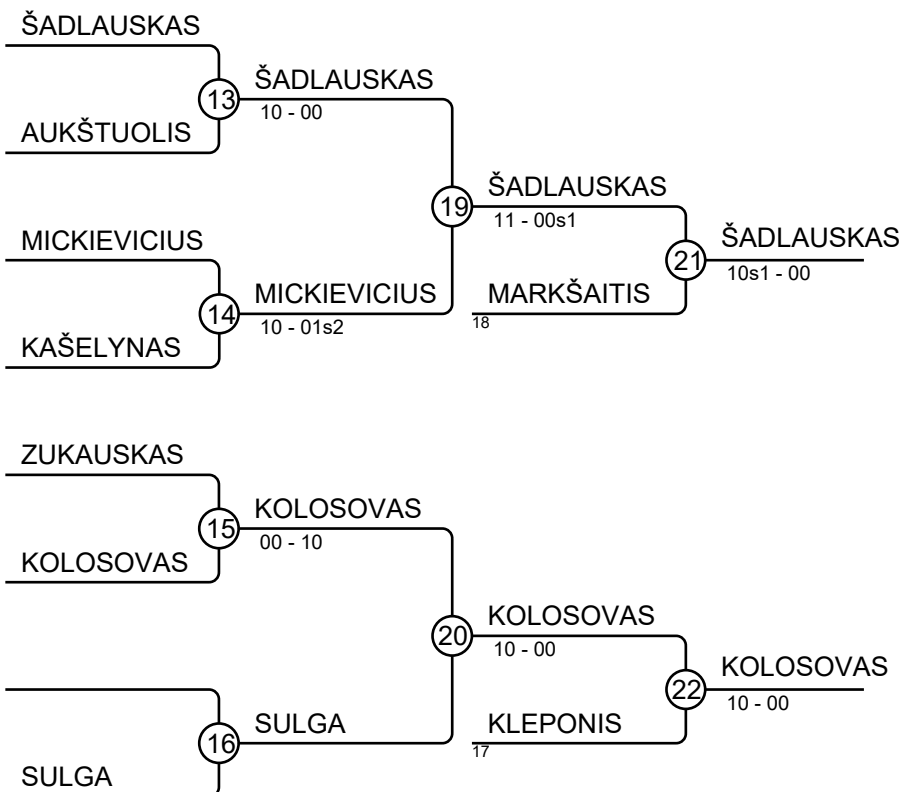 ŠADLAUSKAS
13
ŠADLAUSKAS
10 - 00
AUKŠTUOLIS
19
ŠADLAUSKAS
11 - 00s1
MICKIEVICIUS
14
MICKIEVICIUS
10 - 01s2
KAŠELYNAS
21
ŠADLAUSKAS
10s1 - 00
MARKŠAITIS
18
ZUKAUSKAS
15
KOLOSOVAS
00 - 10
KOLOSOVAS
20
KOLOSOVAS
10 - 00
16
SULGA
SULGA
22
KOLOSOVAS
10 - 00
KLEPONIS
17